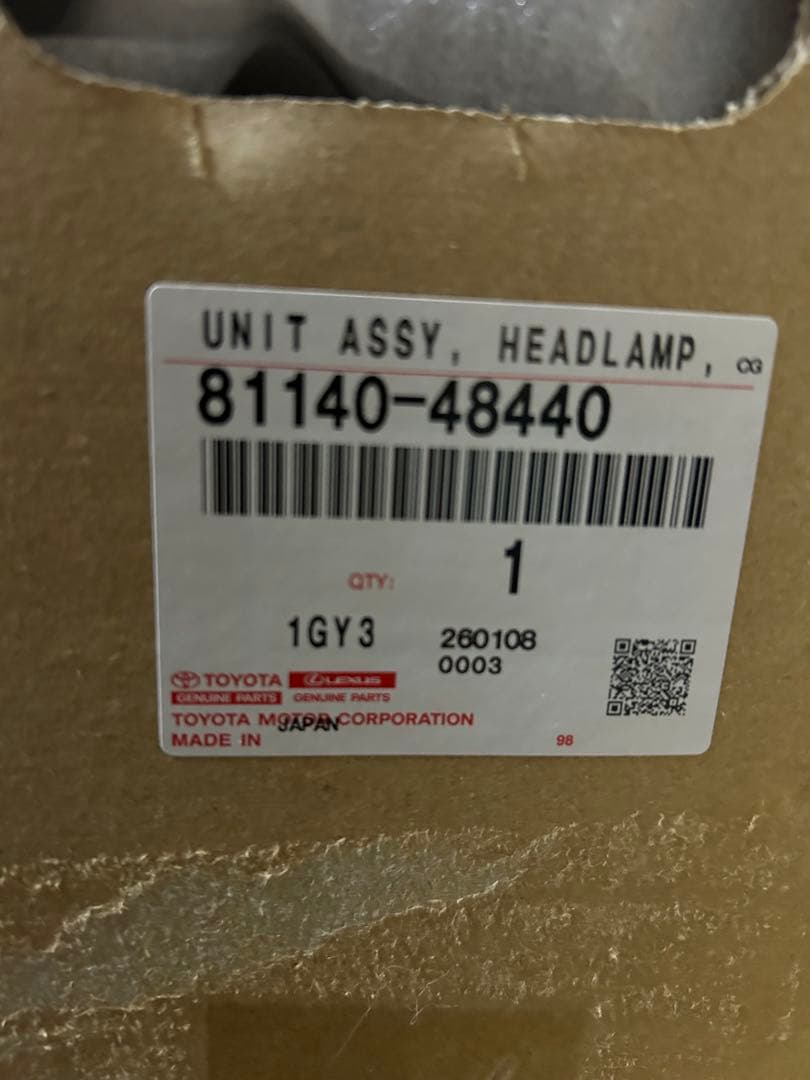 UNIT ASSY, HEADLAMP, CG
81140-48440
QTY: 1
1GY3 260108
0003
TOYOTA LEXUS
GENUINE PARTS GENUINE PARTS
TOYOTA MOTOR CORPORATION
MADE IN JAPAN
98